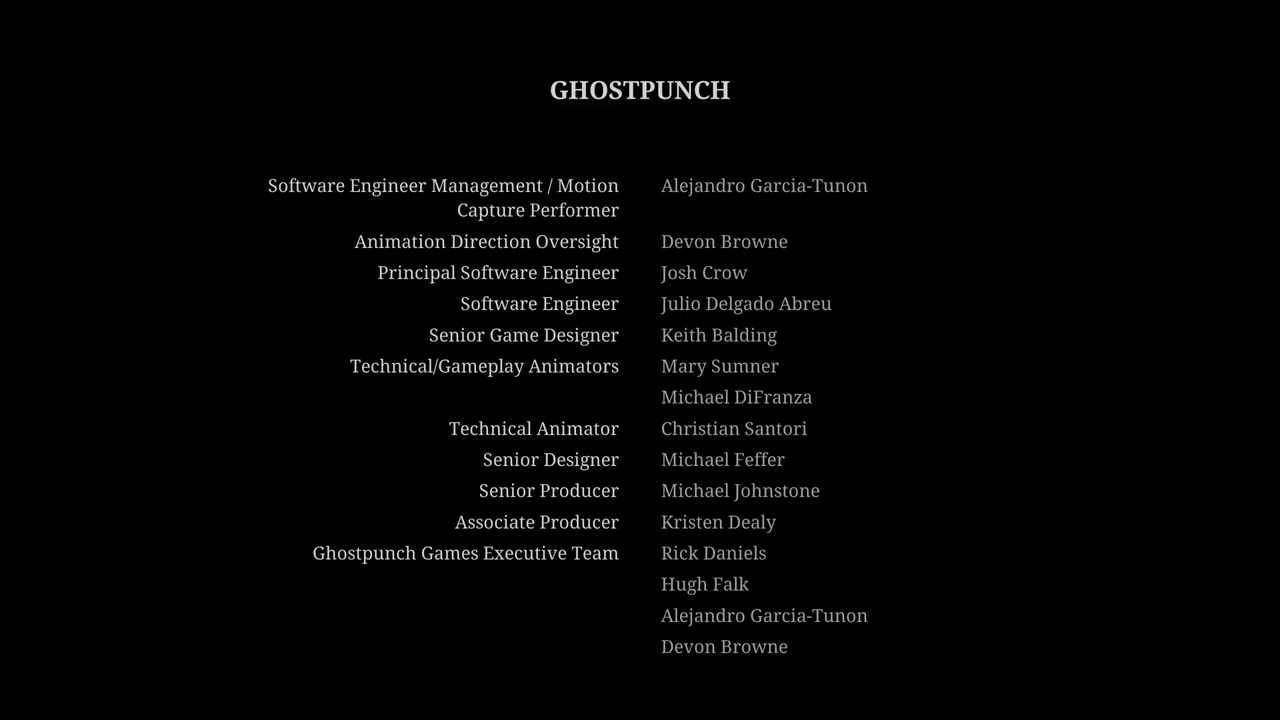 GHOSTPUNCH
Software Engineer Management / Motion Alejandro Garcia-Tunon
Capture Performer
Animation Direction Oversight Devon Browne
Principal Software Engineer Josh Crow
Software Engineer Julio Delgado Abreu
Senior Game Designer Keith Balding
Technical/Gameplay Animators Mary Sumner
Michael DiFranza
Technical Animator Christian Santori
Senior Designer Michael Feffer
Senior Producer Michael Johnstone
Associate Producer Kristen Dealy
Ghostpunch Games Executive Team Rick Daniels
Hugh Falk
Alejandro Garcia-Tunon
Devon Browne